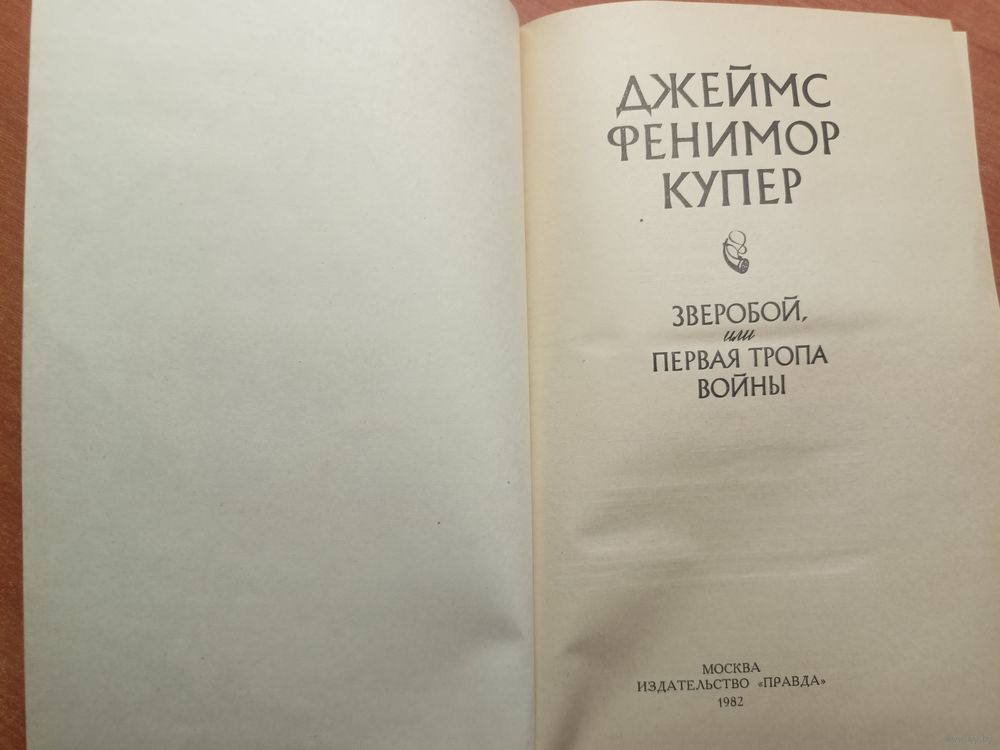 ДЖЕЙМС
ФЕНИМОР
КУПЕР
ЗВЕРОБОЙ,
или
ПЕРВАЯ ТРОПА
ВОЙНЫ
МОСКВА
ИЗДАТЕЛЬСТВО «ПРАВДА»
1982